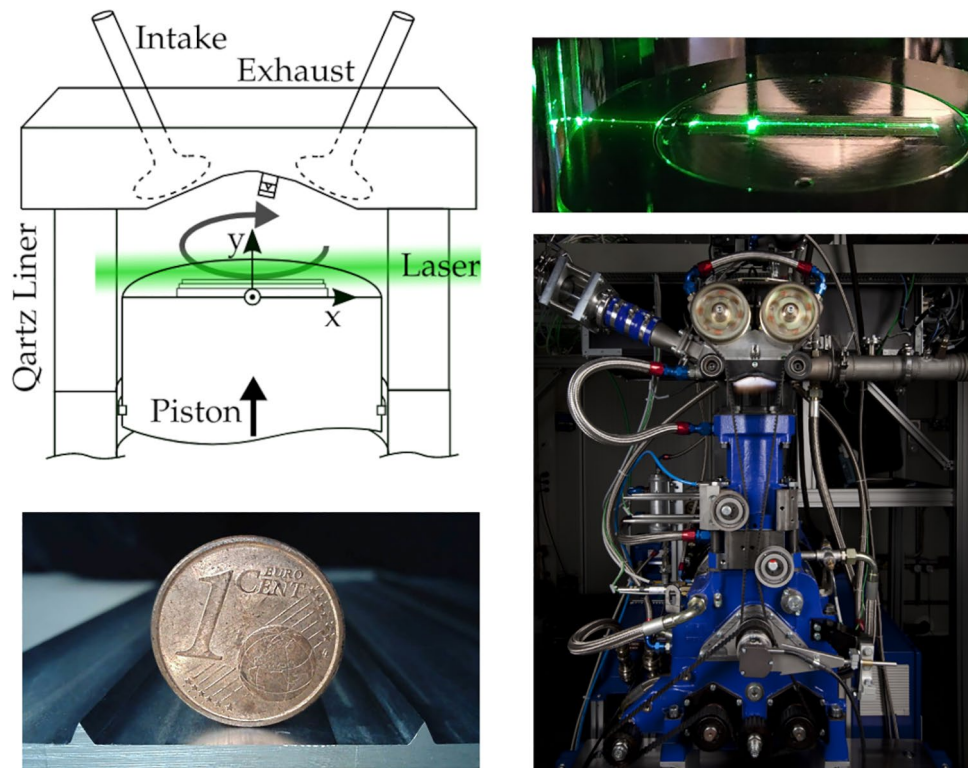 Intake
Exhaust
y
Laser
x
Qartz Liner
Piston
1
EURO
CENT